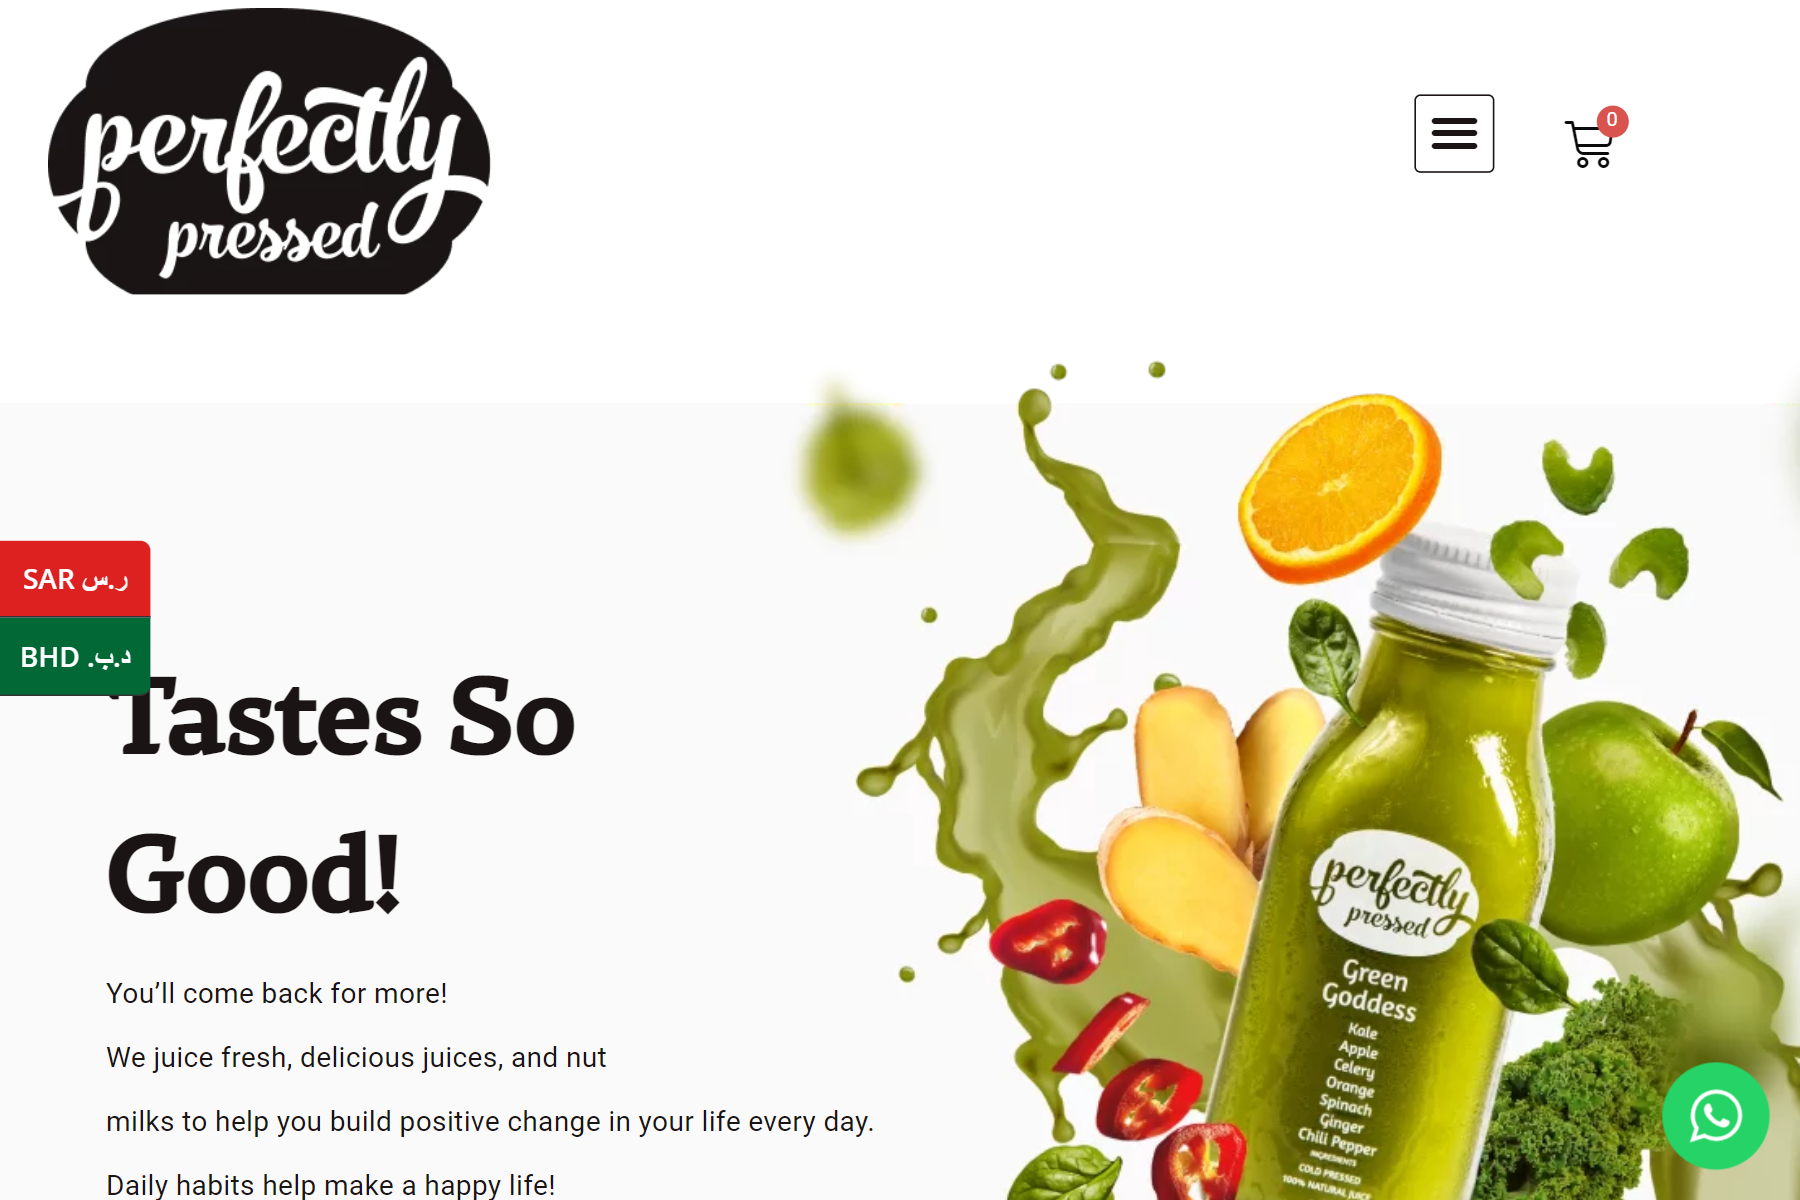 perfectly
pressed
0
SAR ر.س
BHD .د.ب
Tastes So
Good!
You’ll come back for more!
We juice fresh, delicious juices, and nut
milks to help you build positive change in your life every day.
Daily habits help make a happy life!
perfectly
pressed
Green
Goddess
Kale
Apple
Celery
Orange
Spinach
Ginger
Chili Pepper
INGREDIENTS
COLD PRESSED
100% NATURAL JUICE